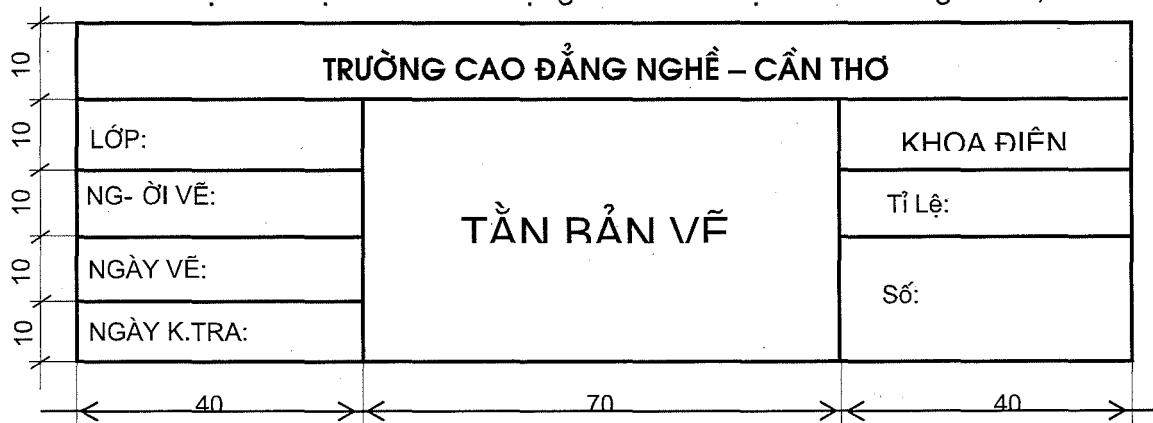 10
TRƯỜNG CAO ĐẲNG NGHỀ – CẦN THƠ
10
LỚP:
KHOA ĐIỆN
10
NG- ỜI VẼ:
TẰN BẢN VẼ
Tỉ Lệ:
10
NGÀY VẼ:
Số:
10
NGÀY K.TRA:
40
70
40